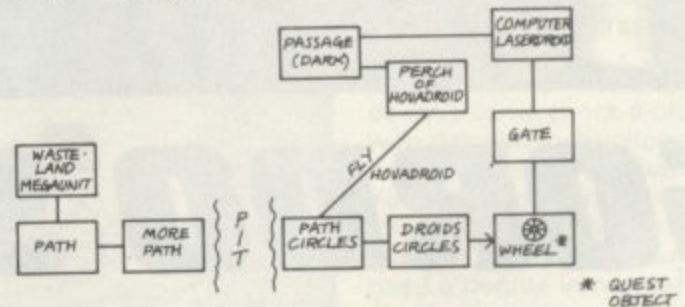 COMPUTER
LASERDROID
PASSAGE
(DARK)
PERCH
OF
HOVADROID
GATE
WASTE-
LAND
MEGAUNIT
FLY
HOVADROID
PATH
MORE
PATH
PIT
PATH
CIRCLES
DROIDS
CIRCLES
WHEEL *
* QUEST
OBJECT